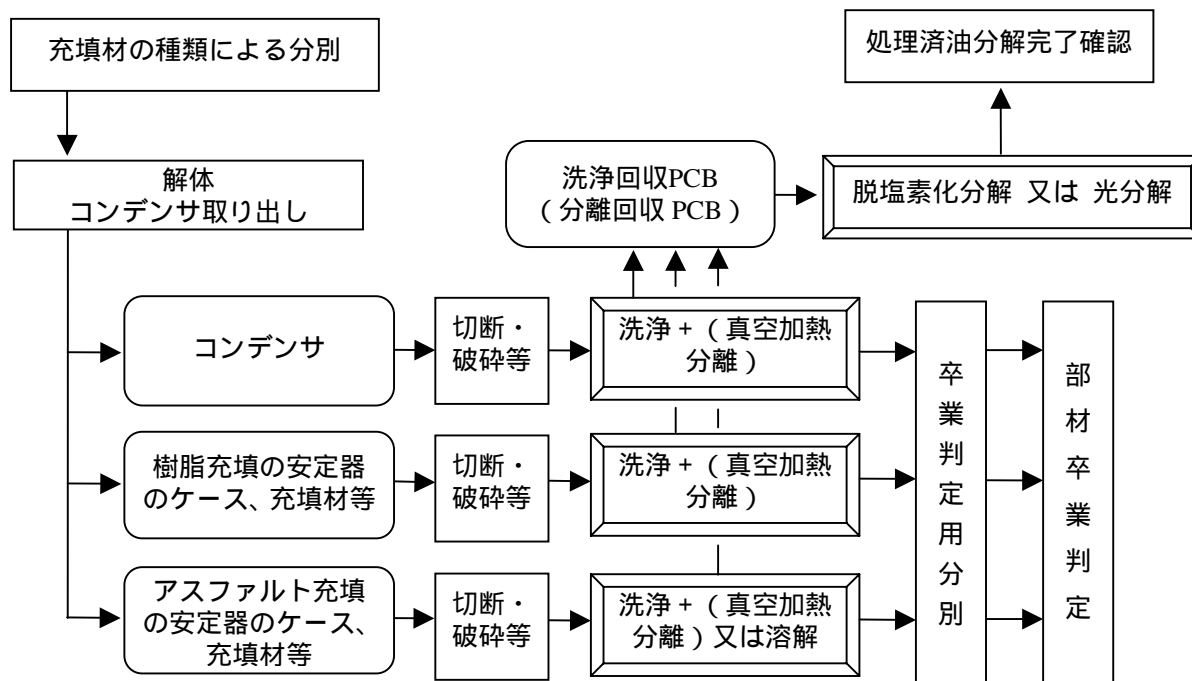 充填材の種類による分別
処理済油分解完了確認
解体
コンデンサ取り出し
洗浄回収PCB
(分離回収 PCB)
脱塩素化分解 又は 光分解
コンデンサ
切断・
破砕等
洗浄+(真空加熱
分離)
樹脂充填の安定器
のケース、充填材等
切断・
破砕等
洗浄+(真空加熱
分離)
アスファルト充填
の安定器のケース、
充填材等
切断・
破砕等
洗浄+(真空加熱
分離)又は溶解
卒業判定用分別
部材卒業判定